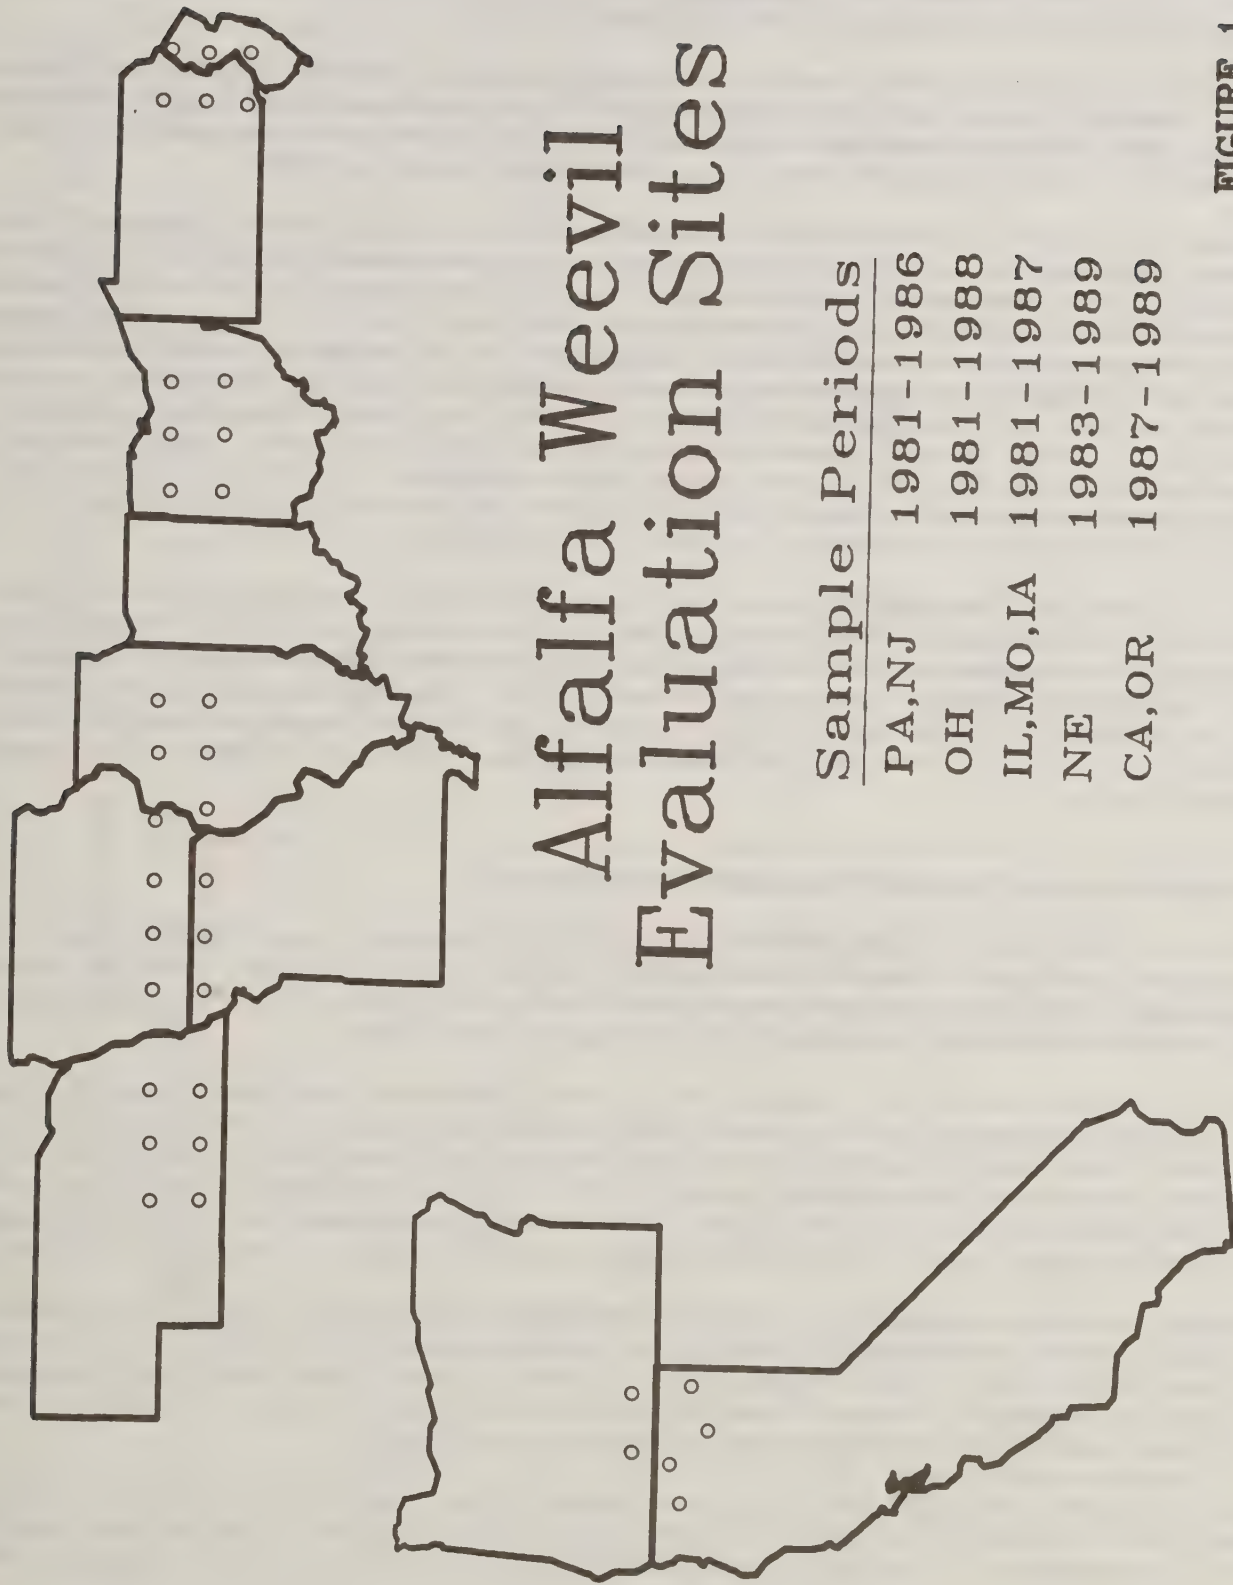 Alfalfa Weevil
Evaluation Sites
Sample Periods
PA,NJ 1981-1986
OH 1981-1988
IL,MO,IA 1981-1987
NE 1983-1989
CA,OR 1987-1989
FIGURE 1